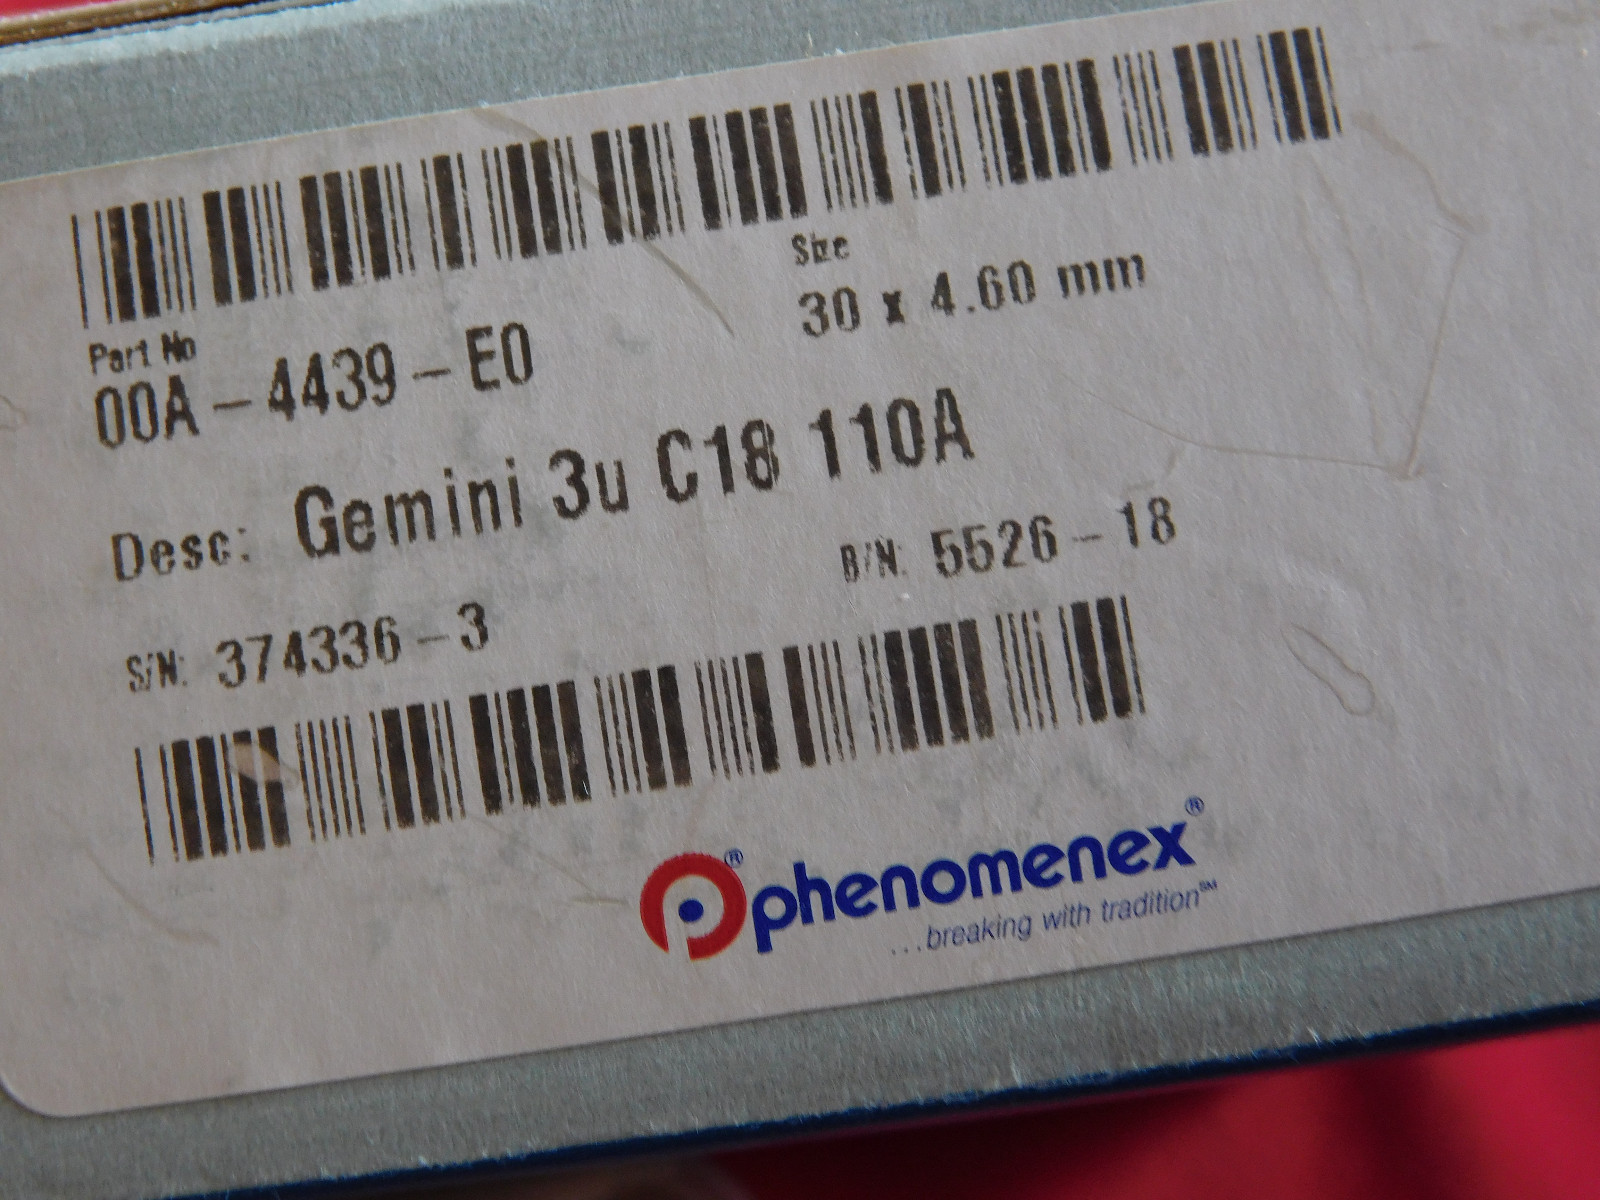 Part No
00A-4439-E0
Size
30 x 4.60 mm
Desc: Gemini 3u C18 110A
S/N: 374336-3
B/N: 5526-18
phenomenex®
...breaking with tradition℠